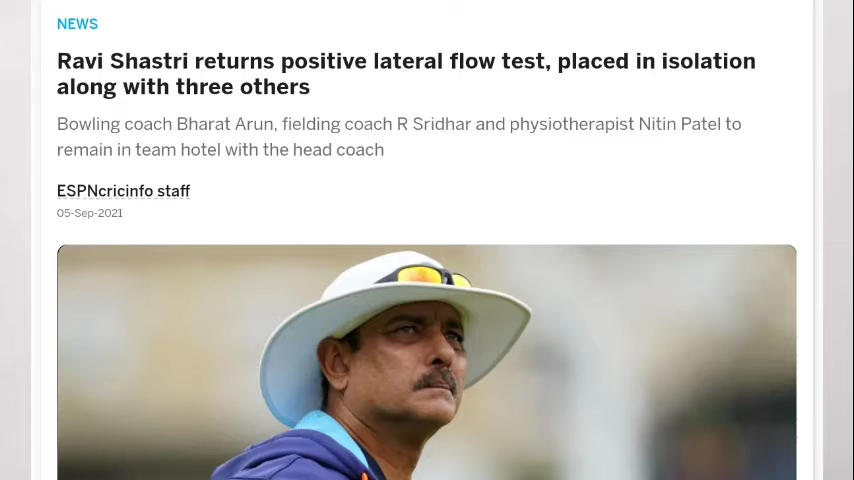 NEWS
Ravi Shastri returns positive lateral flow test, placed in isolation
along with three others
Bowling coach Bharat Arun, fielding coach R Sridhar and physiotherapist Nitin Patel to
remain in team hotel with the head coach
ESPNcricinfo staff
05-Sep-2021